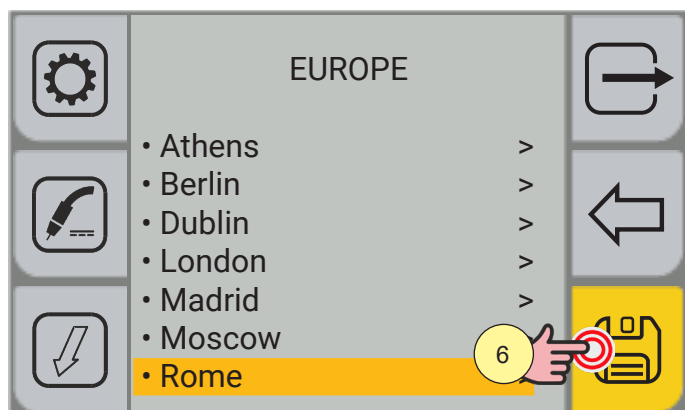 EUROPE
• Athens >
• Berlin >
• Dublin >
• London >
• Madrid >
• Moscow
• Rome
6